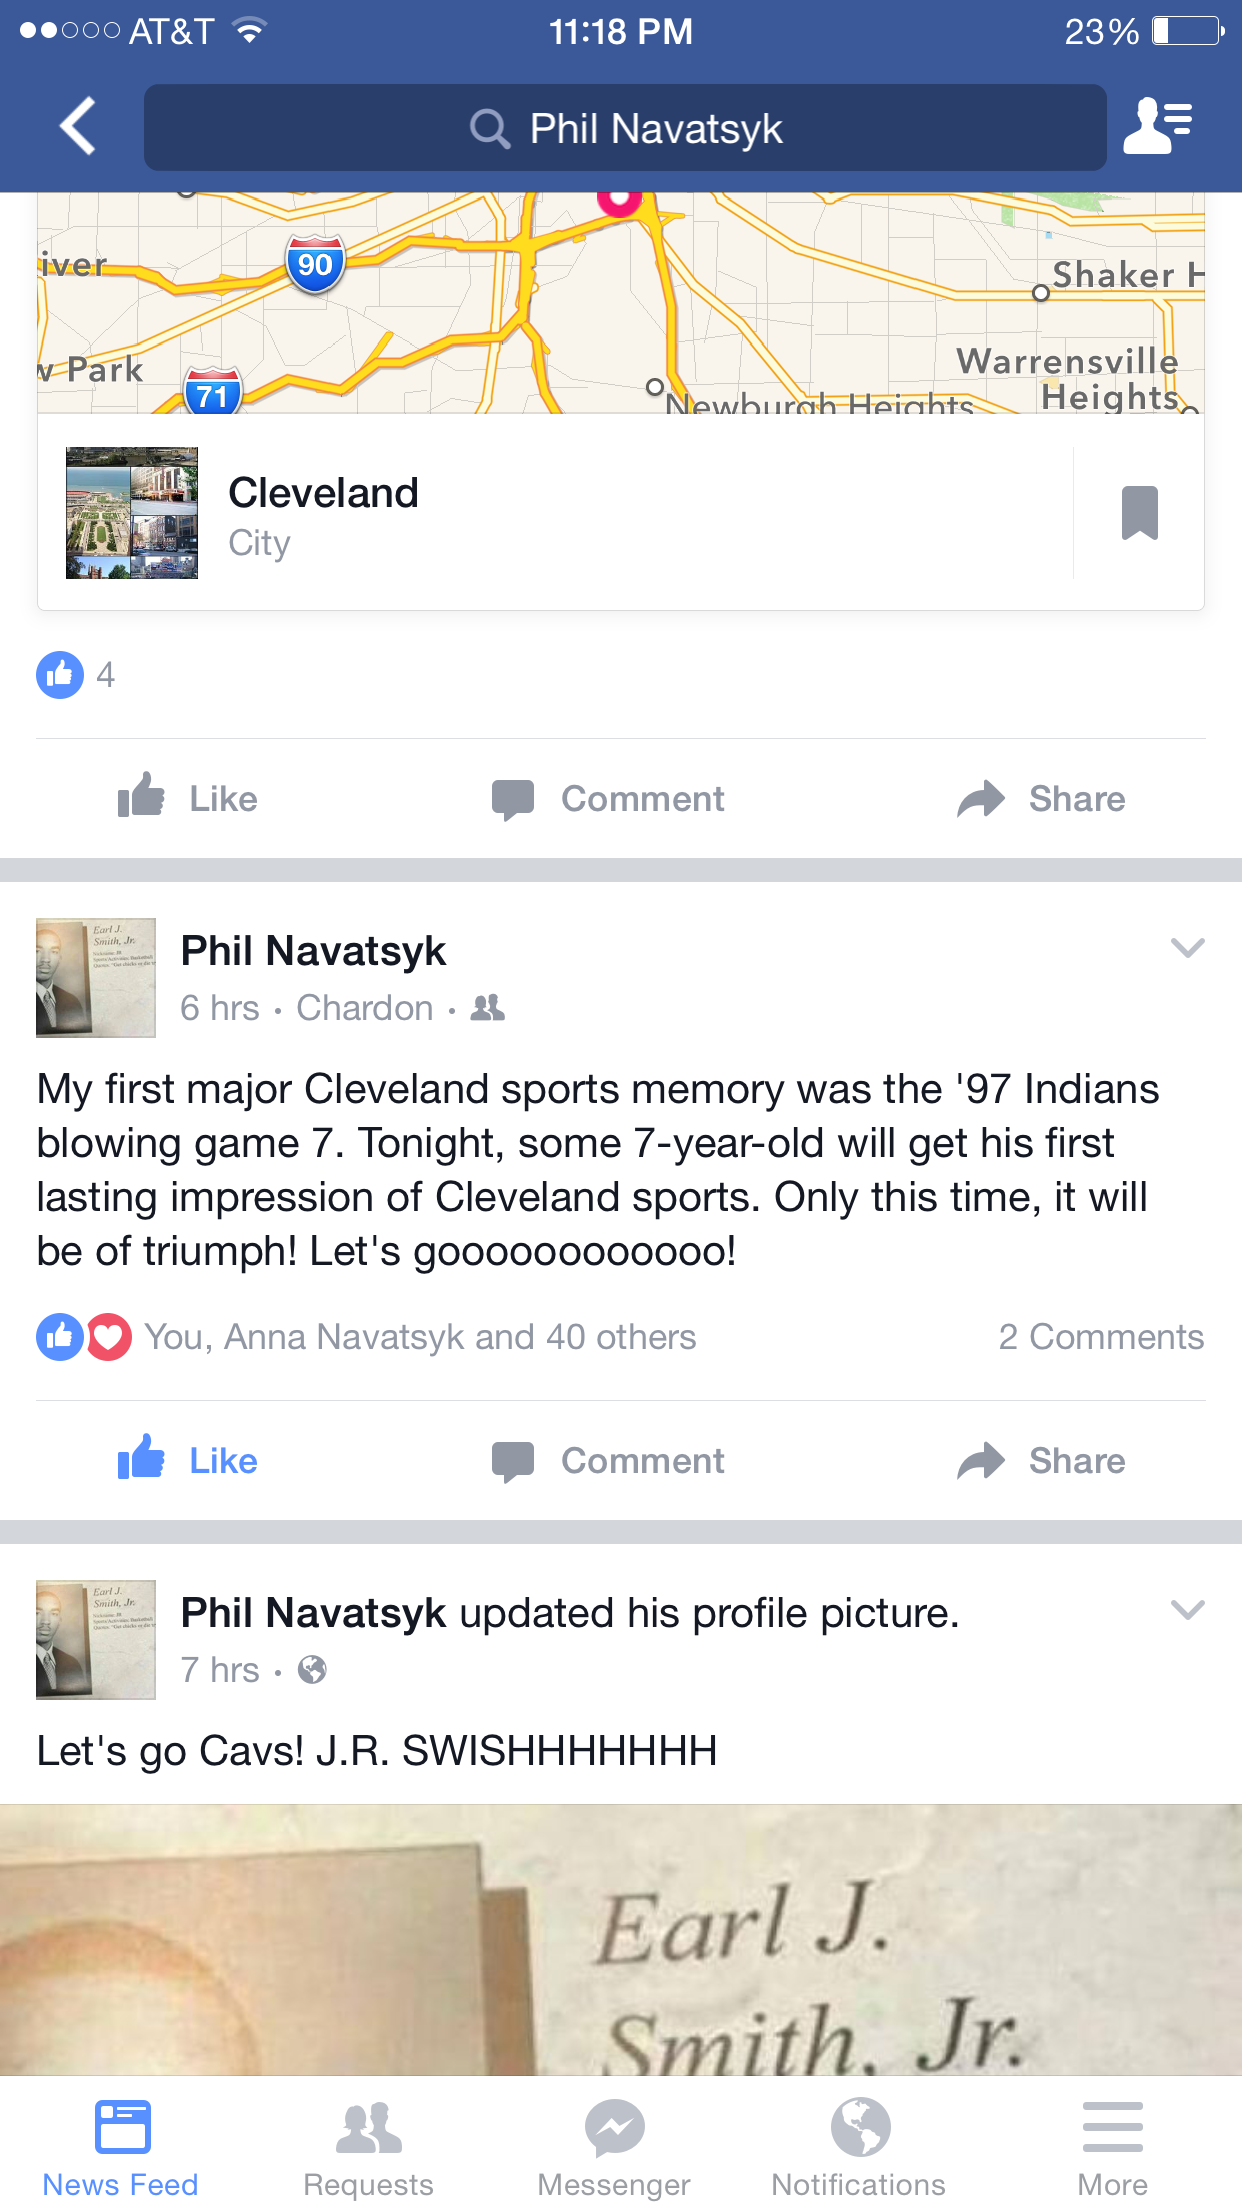 AT&T 11:18 PM 23%
Phil Navatsyk
iver
90
Shaker H
Park
71
Warrensville
Heights
Newburgh Heights
Cleveland
City
4
Like Comment Share
Earl J.
Smith, Jr.
Phil Navatsyk
6 hrs • Chardon •
My first major Cleveland sports memory was the '97 Indians
blowing game 7. Tonight, some 7-year-old will get his first
lasting impression of Cleveland sports. Only this time, it will
be of triumph! Let's goooooooooooo!
You, Anna Navatsyk and 40 others 2 Comments
Like Comment Share
Earl J.
Smith, Jr.
Phil Navatsyk updated his profile picture.
7 hrs •
Let's go Cavs! J.R. SWISHHHHHHH
Earl J.
Smith, Jr.
News Feed Requests Messenger Notifications More